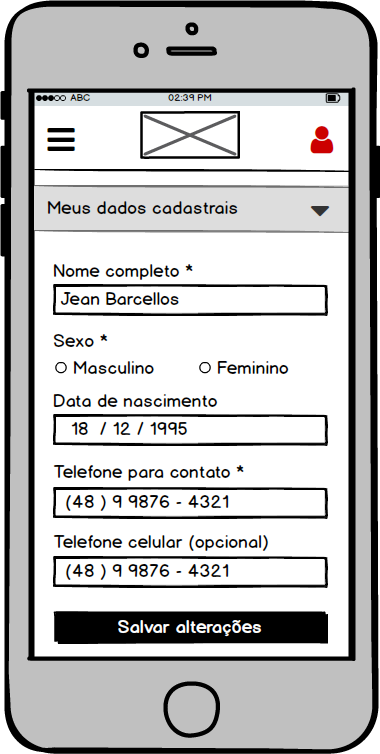 ABC 02:39 PM
Meus dados cadastrais
Nome completo *
Jean Barcellos
Sexo *
Masculino Feminino
Data de nascimento
18 / 12 / 1995
Telefone para contato *
(48 ) 9 9876 - 4321
Telefone celular (opcional)
(48 ) 9 9876 - 4321
Salvar alterações